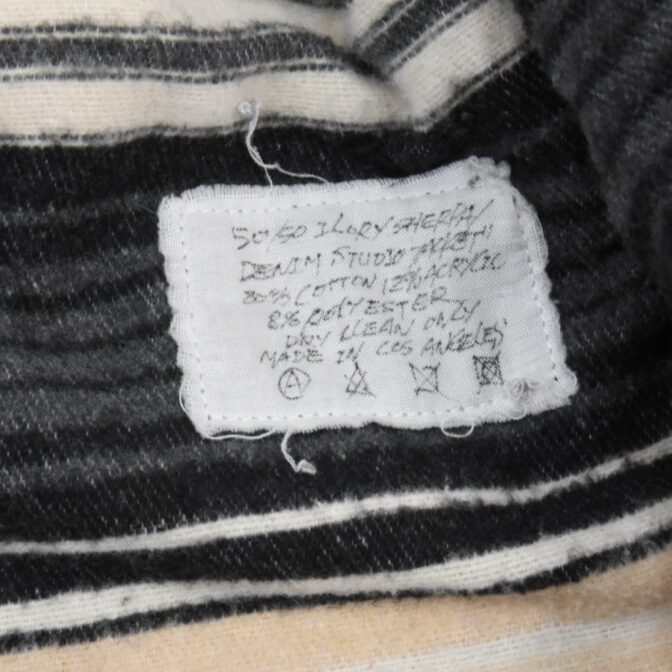 50/50 IVORY SHERPA/
DENIM STUDIO JACKET
80% COTTON 12% ACRYLIC
8% POLYESTER
DRY CLEAN ONLY
MADE IN LOS ANGELES
A